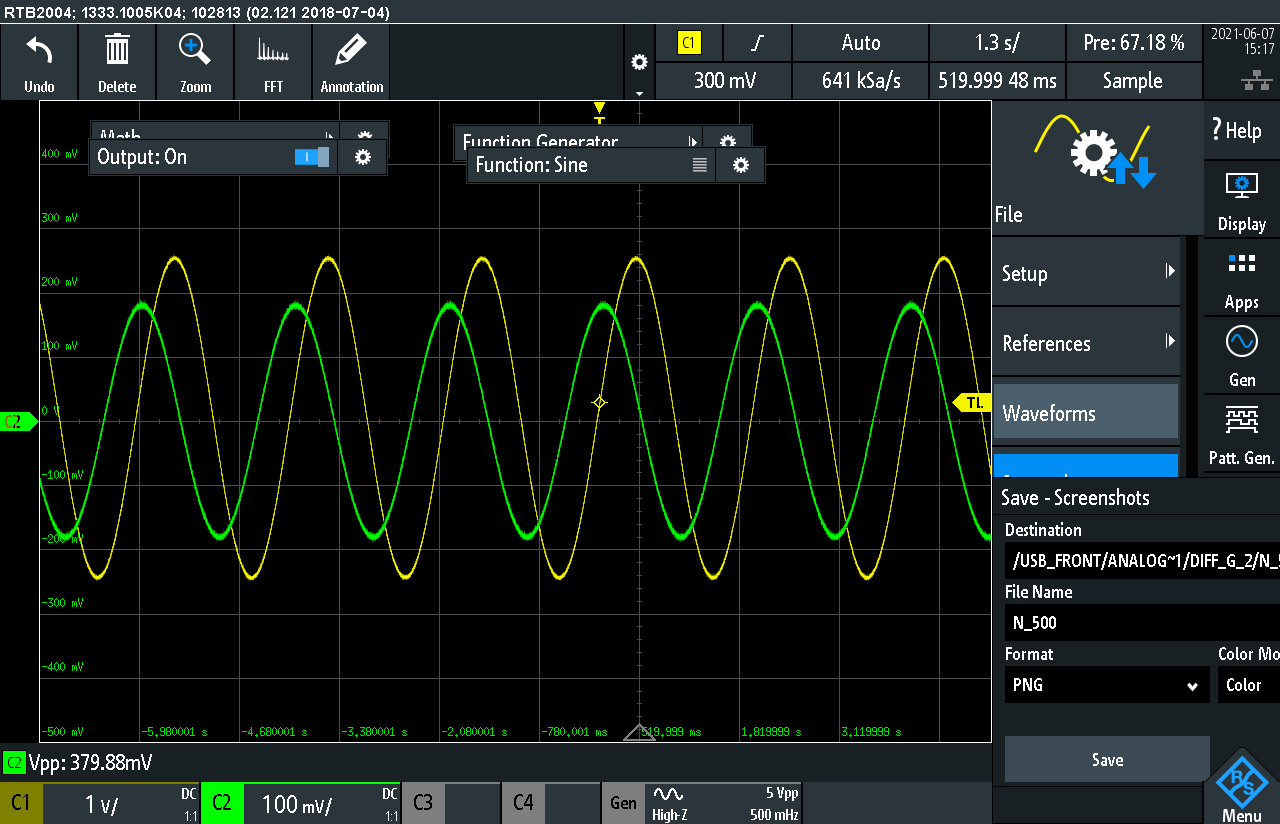 RTB2004; 1333.1005K04; 102813 (02.121 2018-07-04)
Undo
Delete
Zoom
FFT
Annotation
C1
Auto
1.3 s/
Pre: 67.18 %
2021-06-07
15:17
300 mV
641 kSa/s
519.999 48 ms
Sample
Math
Output: On
Function Generator
Function: Sine
T
400 mV
300 mV
200 mV
100 mV
0 V
-100 mV
-200 mV
-300 mV
-400 mV
-500 mV
C2
TL
-5,980001 s
-4,680001 s
-3,380001 s
-2,080001 s
-780,001 ms
519,999 ms
1,819999 s
3,119999 s
File
Setup
References
Waveforms
? Help
Display
Apps
Gen
Patt. Gen.
Save - Screenshots
Destination
/USB_FRONT/ANALOG~1/DIFF_G_2/N_5
File Name
N_500
Format
Color Mo
PNG
Color
Save
R&S
Menu
C2 Vpp: 379.88mV
C1
1 V/
DC
1:1
C2
100 mV/
DC
1:1
C3
C4
Gen
High-Z
5 Vpp
500 mHz